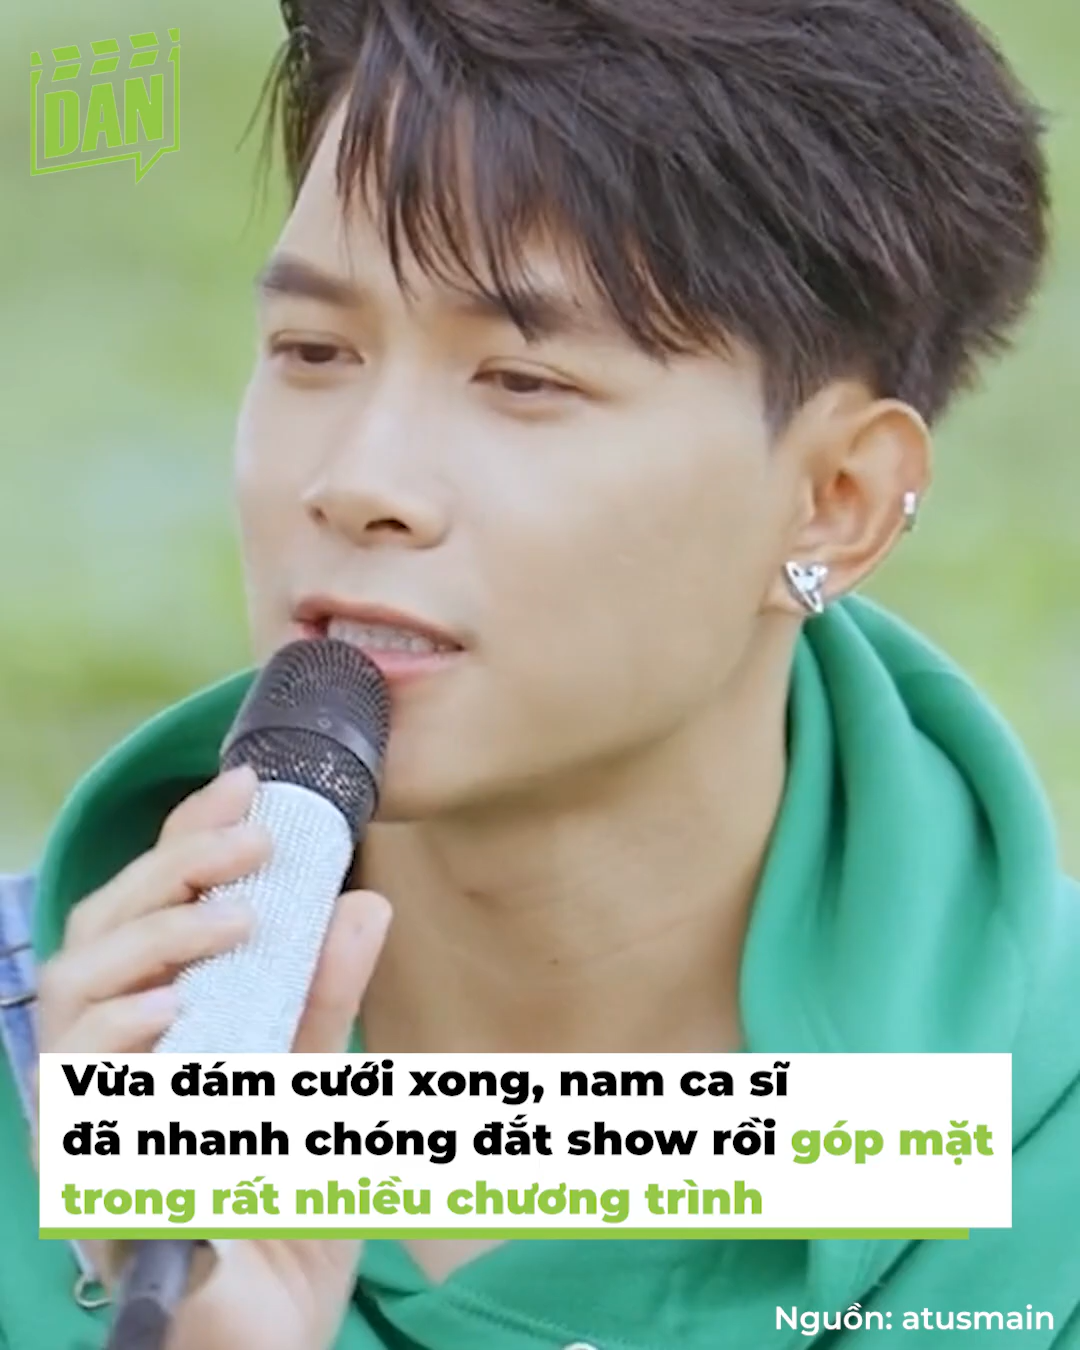 DAN
Vừa đám cưới xong, nam ca sĩ
đã nhanh chóng đắt show rồi góp mặt
trong rất nhiều chương trình
Nguồn: atusmain